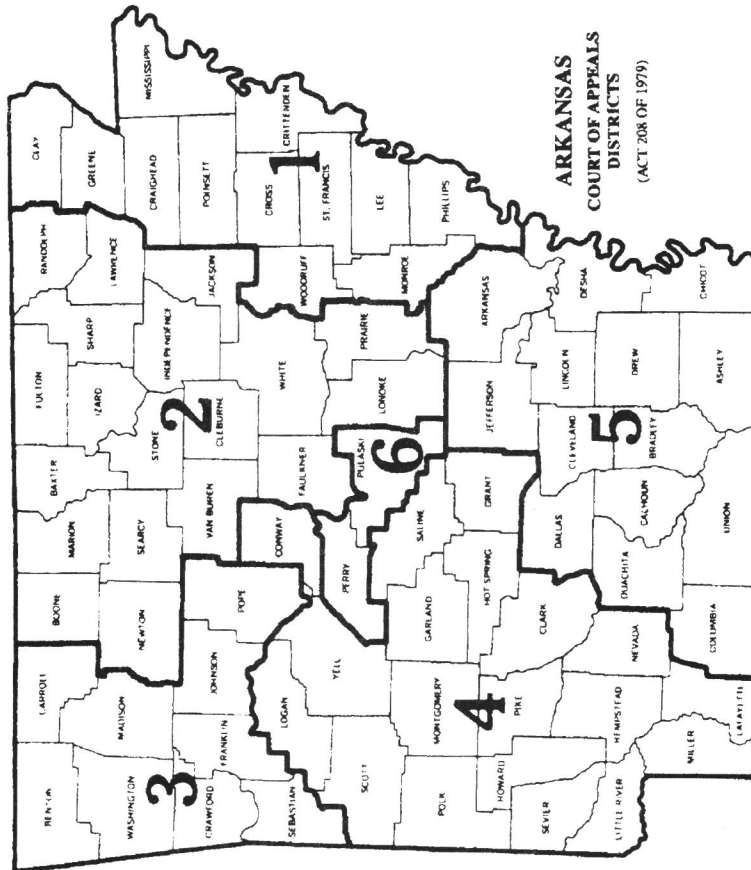 ARKANSAS
COURT OF APPEALS
DISTRICTS
(ACT 208 OF 1979)
BENTON
CARROLL
BOONE
MARION
BAXTER
FULTON
RANDOLPH
CLAY
WASHINGTON
MADISON
NEWTON
SEARCY
IZARD
SHARP
LAWRENCE
GREENE
3
CRAWFORD
FRANKLIN
JOHNSON
POPE
VAN BUREN
STONE
2
CLEBURNE
INDEPENDENCE
JACKSON
CRAIGHEAD
MISSISSIPPI
POINSETT
SEBASTIAN
LOGAN
YELL
CONWAY
FAULKNER
WHITE
WOODRUFF
CROSS
1
CRITTENDEN
ST. FRANCIS
SCOTT
PERRY
PULASKI
6
LONOKE
PRAIRIE
MONROE
LEE
PHILLIPS
POLK
MONTGOMERY
GARLAND
SALINE
4
HOWARD
PIKE
HOT SPRING
GRANT
JEFFERSON
ARKANSAS
SEVIER
CLARK
DALLAS
CLEVELAND
LINCOLN
DESHA
LITTLE RIVER
HEMPSTEAD
NEVADA
OUACHITA
CALHOUN
5
BRADLEY
DREW
MILLER
LAFAYETTE
COLUMBIA
UNION
ASHLEY
CHICOT